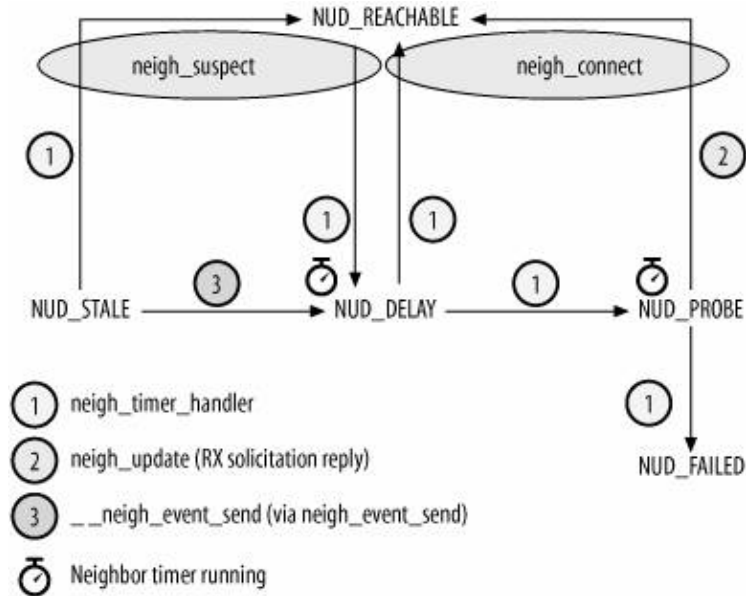 NUD_REACHABLE
neigh_suspect
neigh_connect
1
2
1
1
3
1
NUD_STALE
NUD_DELAY
NUD_PROBE
1
NUD_FAILED
1 neigh_timer_handler
2 neigh_update (RX solicitation reply)
3 _ _neigh_event_send (via neigh_event_send)
Neighbor timer running